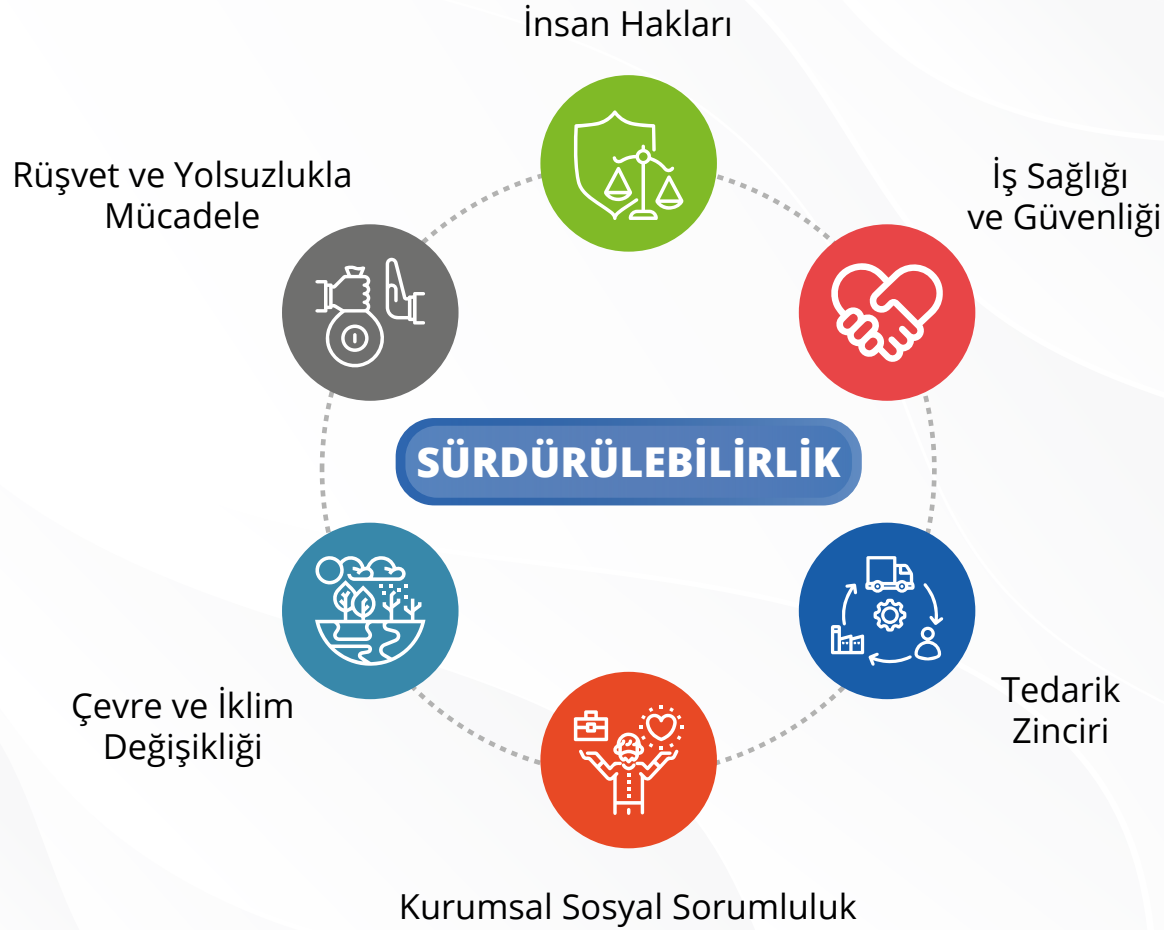 İnsan Hakları
Rüşvet ve Yolsuzlukla
Mücadele
İş Sağlığı
ve Güvenliği
SÜRDÜRÜLEBİLİRLİK
Çevre ve İklim
Değişikliği
Tedarik
Zinciri
Kurumsal Sosyal Sorumluluk